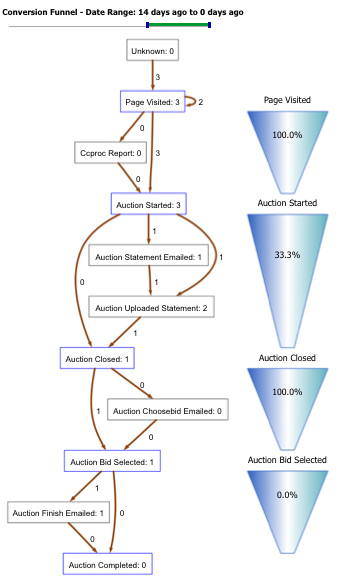 Conversion Funnel - Date Range: 14 days ago to 0 days ago
Unknown: 0
3
Page Visited: 3
2
Page Visited
0
100.0%
Ccproc Report: 0
3
0
Auction Started: 3
Auction Started
1
Auction Statement Emailed: 1
1
33.3%
0
1
Auction Uploaded Statement: 2
1
Auction Closed: 1
Auction Closed
0
100.0%
1
Auction Choosebid Emailed: 0
0
Auction Bid Selected: 1
Auction Bid Selected
1
0.0%
Auction Finish Emailed: 1
0
0
Auction Completed: 0